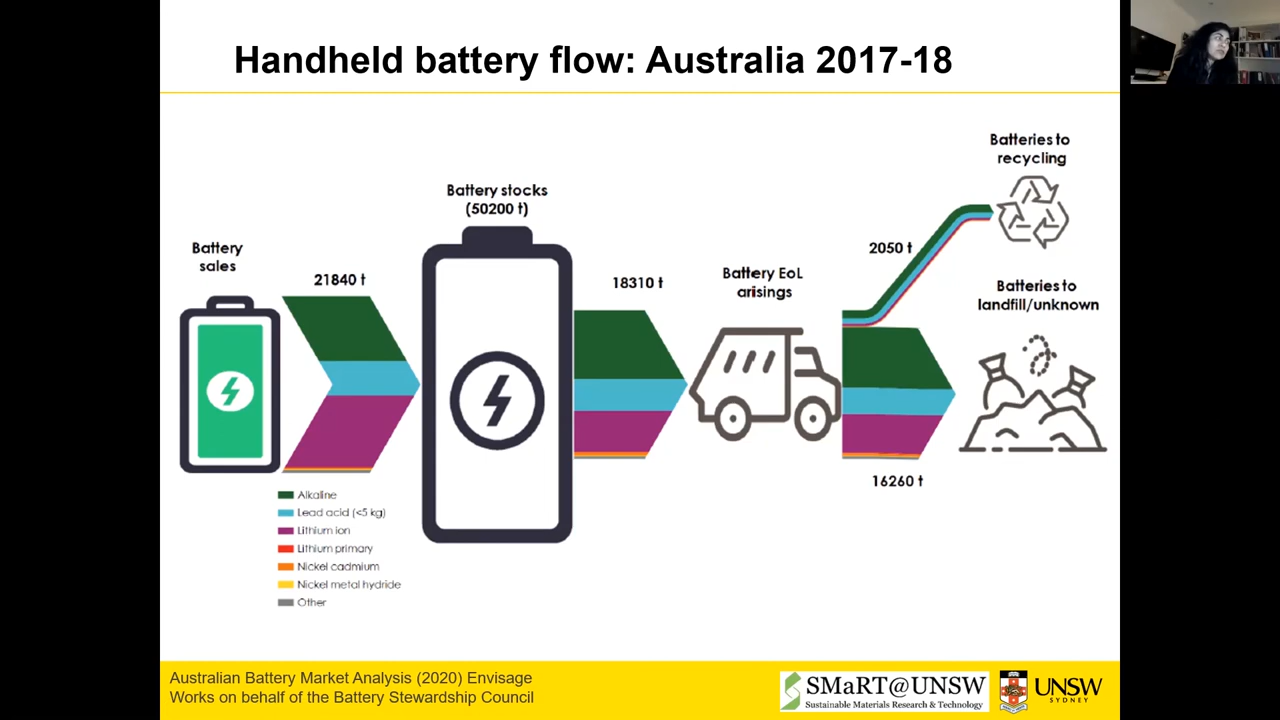 Handheld battery flow: Australia 2017-18
Batteries to
recycling
Battery stocks
(50200 t)
Battery
sales
21840 t
18310 t
Battery EoL
arisings
2050 t
Batteries to
landfill/unknown
16260 t
Alkaline
Lead acid (<5 kg)
Lithium ion
Lithium primary
Nickel cadmium
Nickel metal hydride
Other
Australian Battery Market Analysis (2020) Envisage
Works on behalf of the Battery Stewardship Council
SMaRT@UNSW
Sustainable Materials Research & Technology
UNSW
SYDNEY